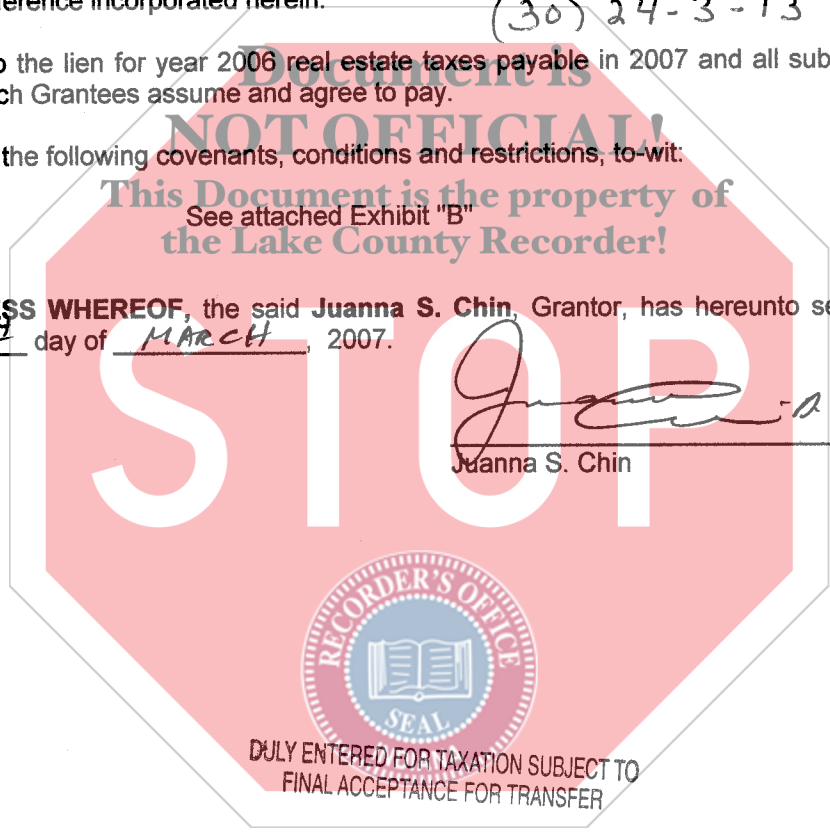 erence incorporated herein.
(30) 24-3-13
the lien for year 2006 real estate taxes payable in 2007 and all sub
ch Grantees assume and agree to pay.
the following covenants, conditions and restrictions, to-wit:
See attached Exhibit "B"
Document is
NOT OFFICIAL!
This Document is the property of
the Lake County Recorder!
SS WHEREOF, the said Juanna S. Chin, Grantor, has hereunto se
day of MARCH, 2007.
Juanna S. Chin
STOP
RECORDER'S OFFICE
SEAL
DULY ENTERED FOR TAXATION SUBJECT TO
FINAL ACCEPTANCE FOR TRANSFER